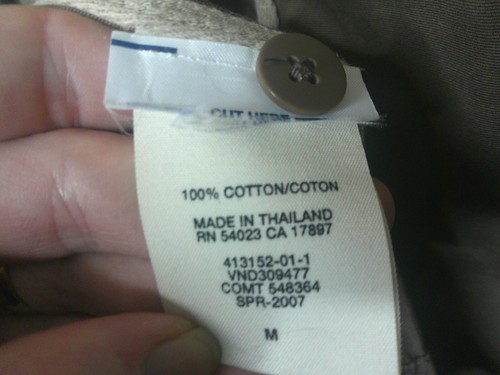 CUT HERE
100% COTTON/COTON
MADE IN THAILAND
RN 54023 CA 17897
413152-01-1
VND309477
COMT 548364
SPR-2007
M